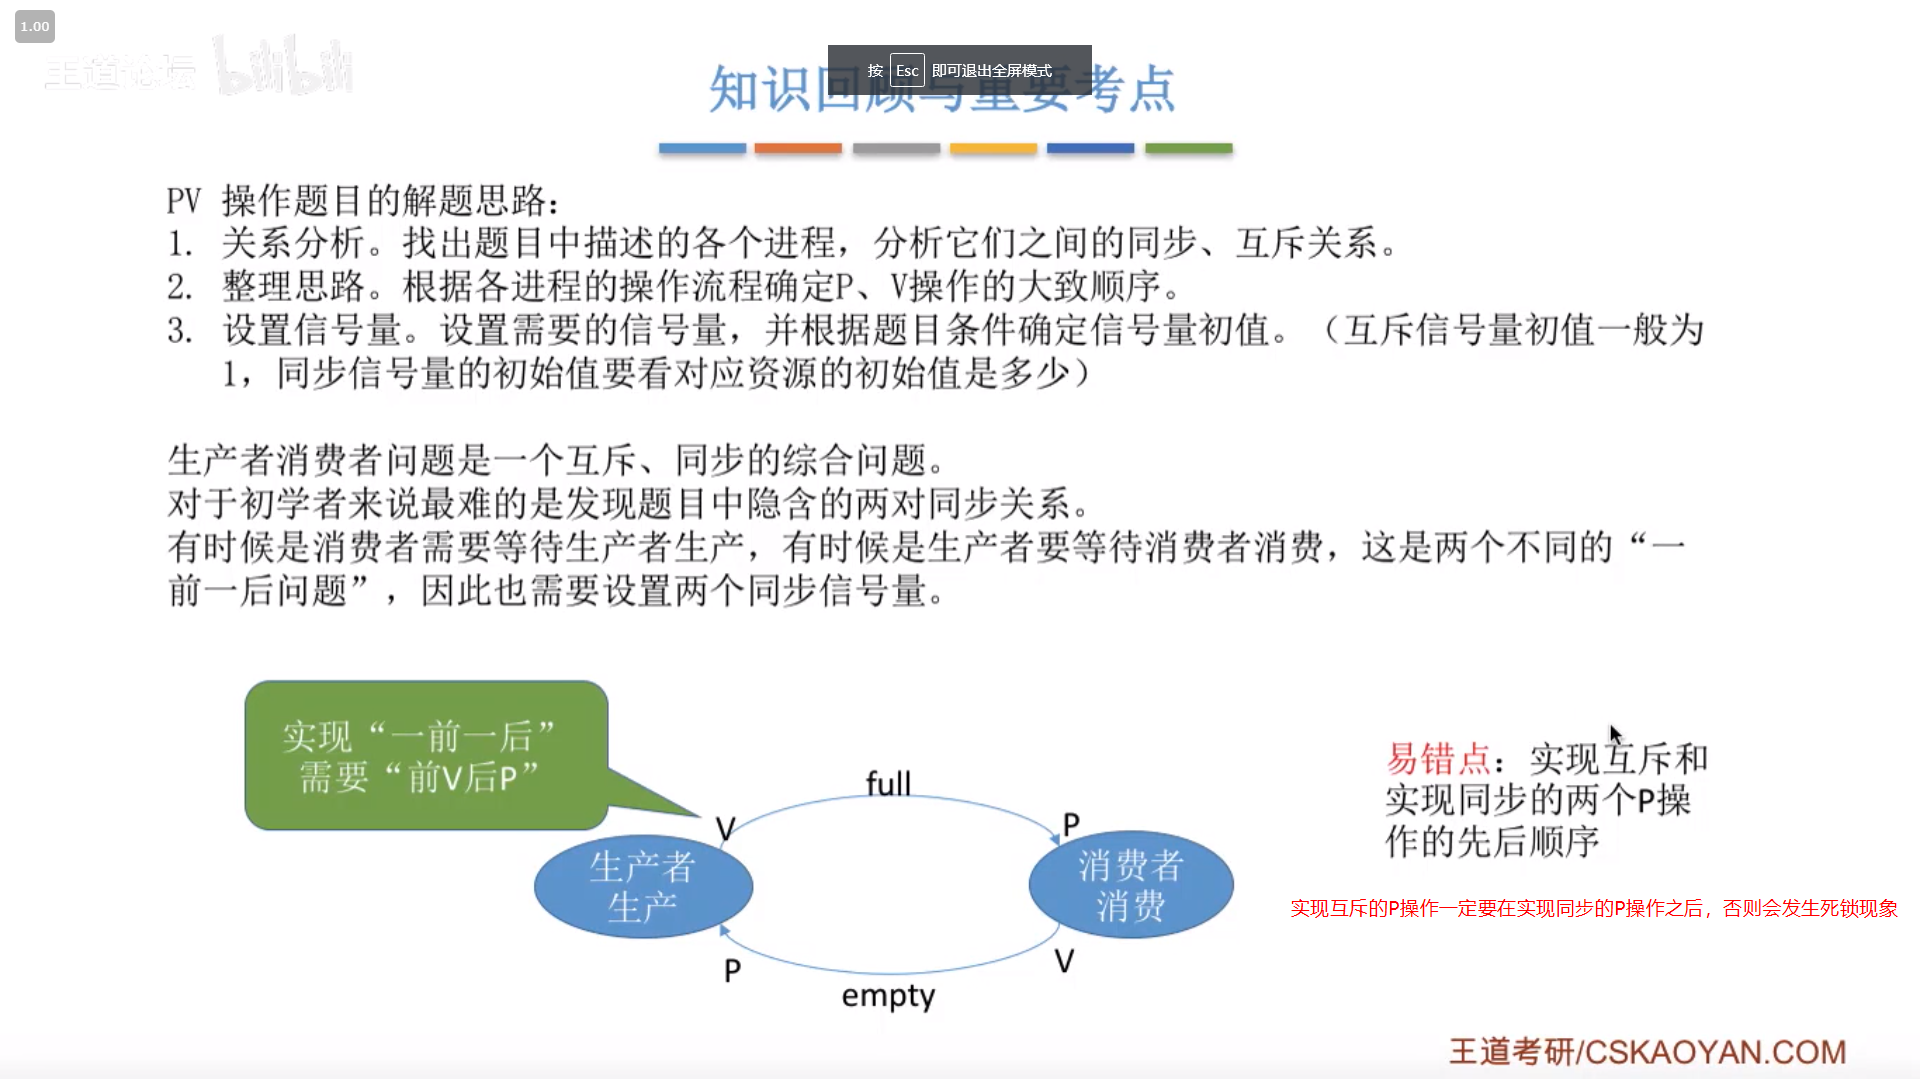 1.00
王道论坛 bilibili
按 Esc 即可退出全屏模式
知识回顾与重要考点
PV 操作题目的解题思路：
1. 关系分析。找出题目中描述的各个进程，分析它们之间的同步、互斥关系。
2. 整理思路。根据各进程的操作流程确定P、V操作的大致顺序。
3. 设置信号量。设置需要的信号量，并根据题目条件确定信号量初值。（互斥信号量初值一般为
1，同步信号量的初始值要看对应资源的初始值是多少）
生产者消费者问题是一个互斥、同步的综合问题。
对于初学者来说最难的是发现题目中隐含的两对同步关系。
有时候是消费者需要等待生产者生产，有时候是生产者要等待消费者消费，这是两个不同的“一
前一后问题”，因此也需要设置两个同步信号量。
实现“一前一后”
需要“前V后P”
full
V
P
生产者
生产
消费者
消费
P
V
empty
易错点：实现互斥和
实现同步的两个P操
作的先后顺序
实现互斥的P操作一定要在实现同步的P操作之后，否则会发生死锁现象
王道考研/CSKAOYAN.COM